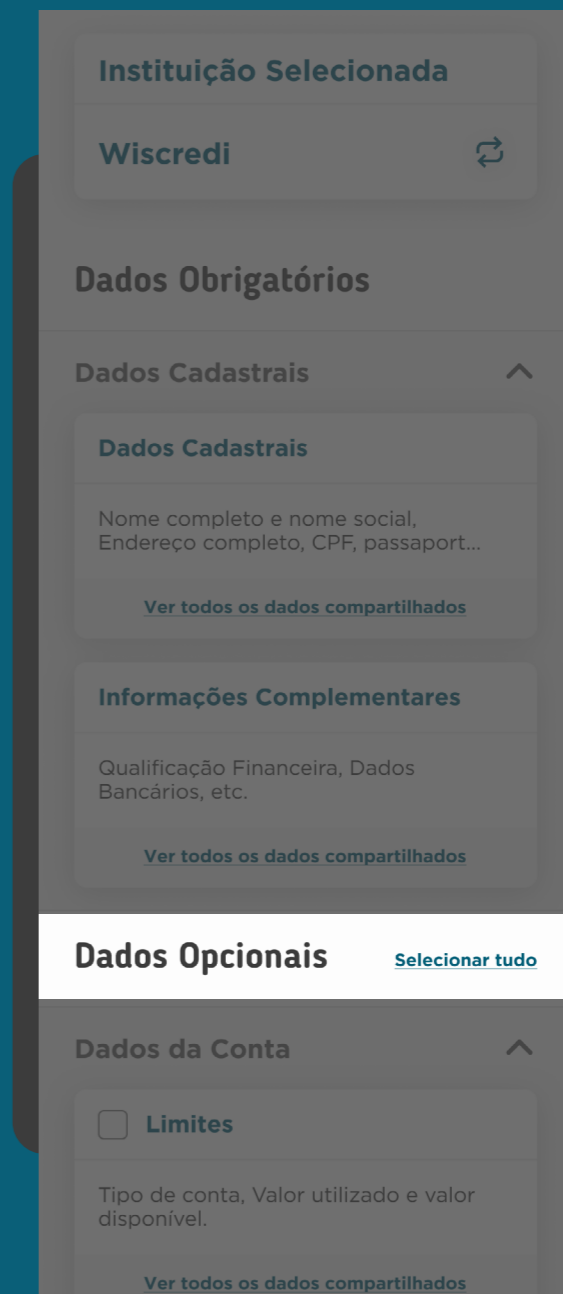 Instituição Selecionada
Wiscredi
Dados Obrigatórios
Dados Cadastrais
Dados Cadastrais
Nome completo e nome social,
Endereço completo, CPF, passaport...
Ver todos os dados compartilhados
Informações Complementares
Qualificação Financeira, Dados
Bancários, etc.
Ver todos os dados compartilhados
Dados Opcionais Selecionar tudo
Dados da Conta
Limites
Tipo de conta, Valor utilizado e valor
disponível.
Ver todos os dados compartilhados